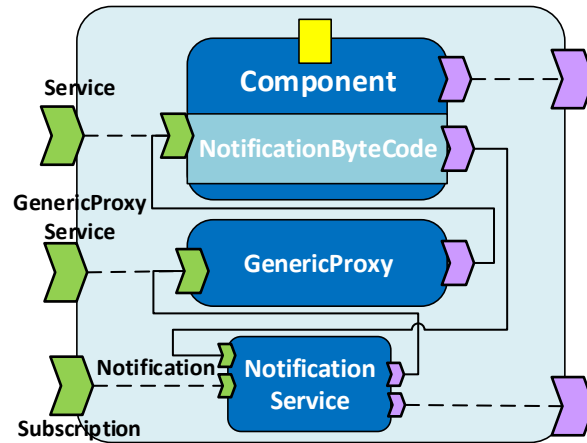 Component
Service
NotificationByteCode
GenericProxy
Service
GenericProxy
Notification
Subscription
Notification
Service